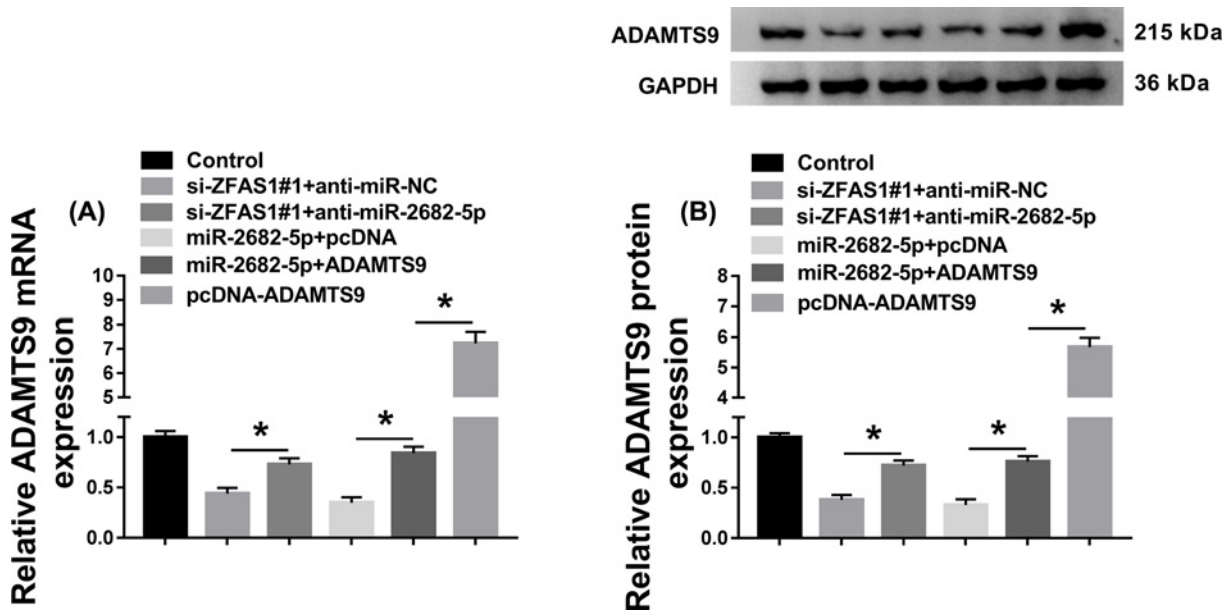 ADAMTS9
215 kDa
GAPDH
36 kDa
(A)
Relative ADAMTS9 mRNA
expression
Control
si-ZFAS1#1+anti-miR-NC
si-ZFAS1#1+anti-miR-2682-5p
miR-2682-5p+pcDNA
miR-2682-5p+ADAMTS9
pcDNA-ADAMTS9
10
9
8
7
6
5
1.0
0.5
0.0
*
*
*
(B)
Relative ADAMTS9 protein
expression
Control
si-ZFAS1#1+anti-miR-NC
si-ZFAS1#1+anti-miR-2682-5p
miR-2682-5p+pcDNA
miR-2682-5p+ADAMTS9
pcDNA-ADAMTS9
8
7
6
5
4
1.0
0.5
0.0
*
*
*